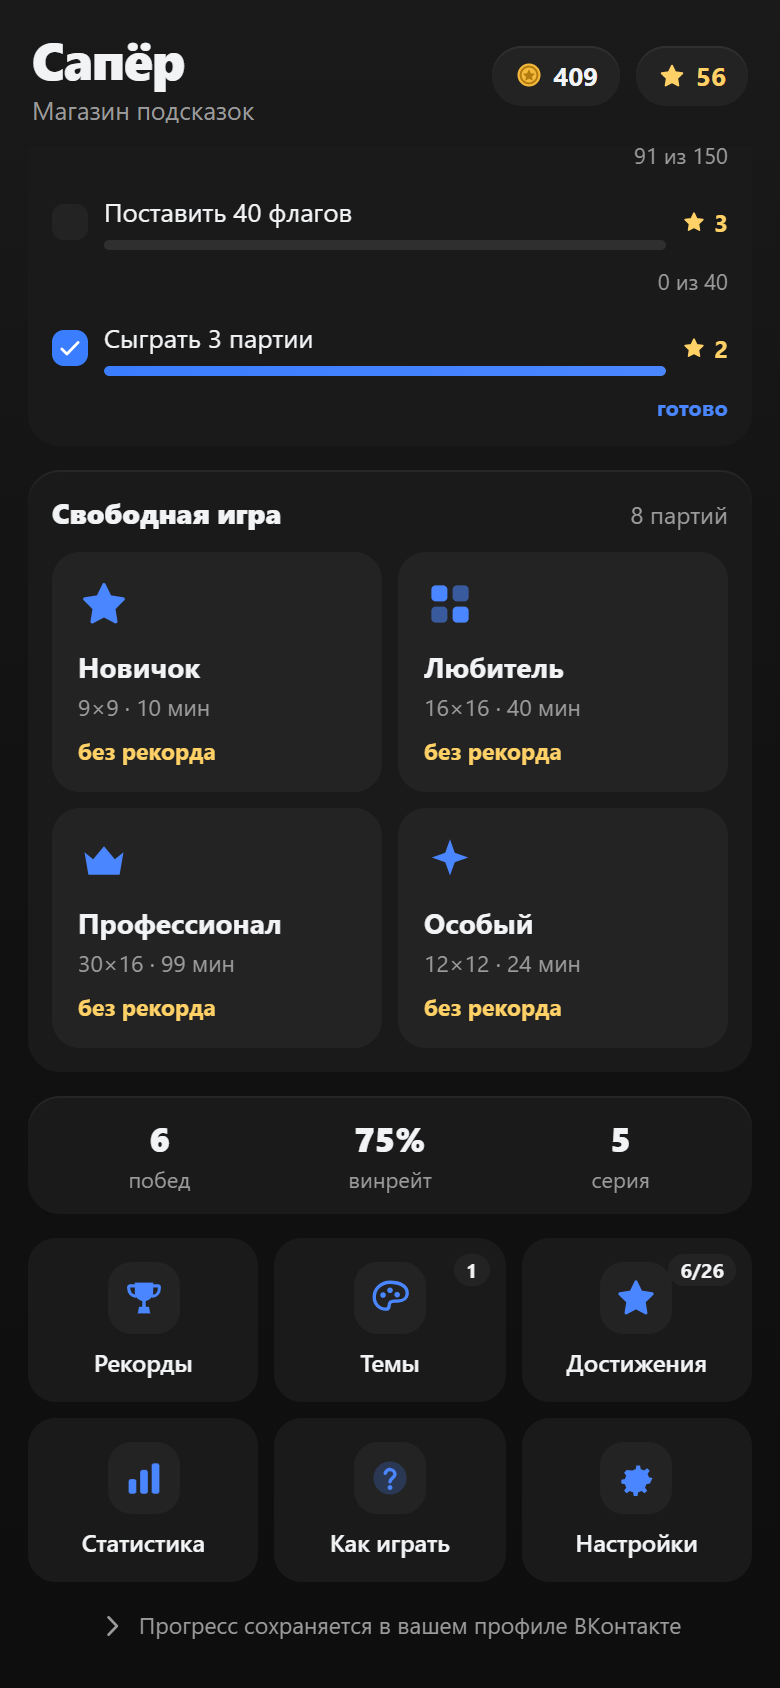 Сапёр
Магазин подсказок
409
56
91 из 150
Поставить 40 флагов
3
0 из 40
Сыграть 3 партии
2
готово
Свободная игра
8 партий
Новичок
9×9 · 10 мин
без рекорда
Любитель
16×16 · 40 мин
без рекорда
Профессионал
30×16 · 99 мин
без рекорда
Особый
12×12 · 24 мин
без рекорда
6
побед
75%
винрейт
5
серия
Рекорды
1
Темы
6/26
Достижения
Статистика
?
Как играть
Настройки
Прогресс сохраняется в вашем профиле ВКонтакте